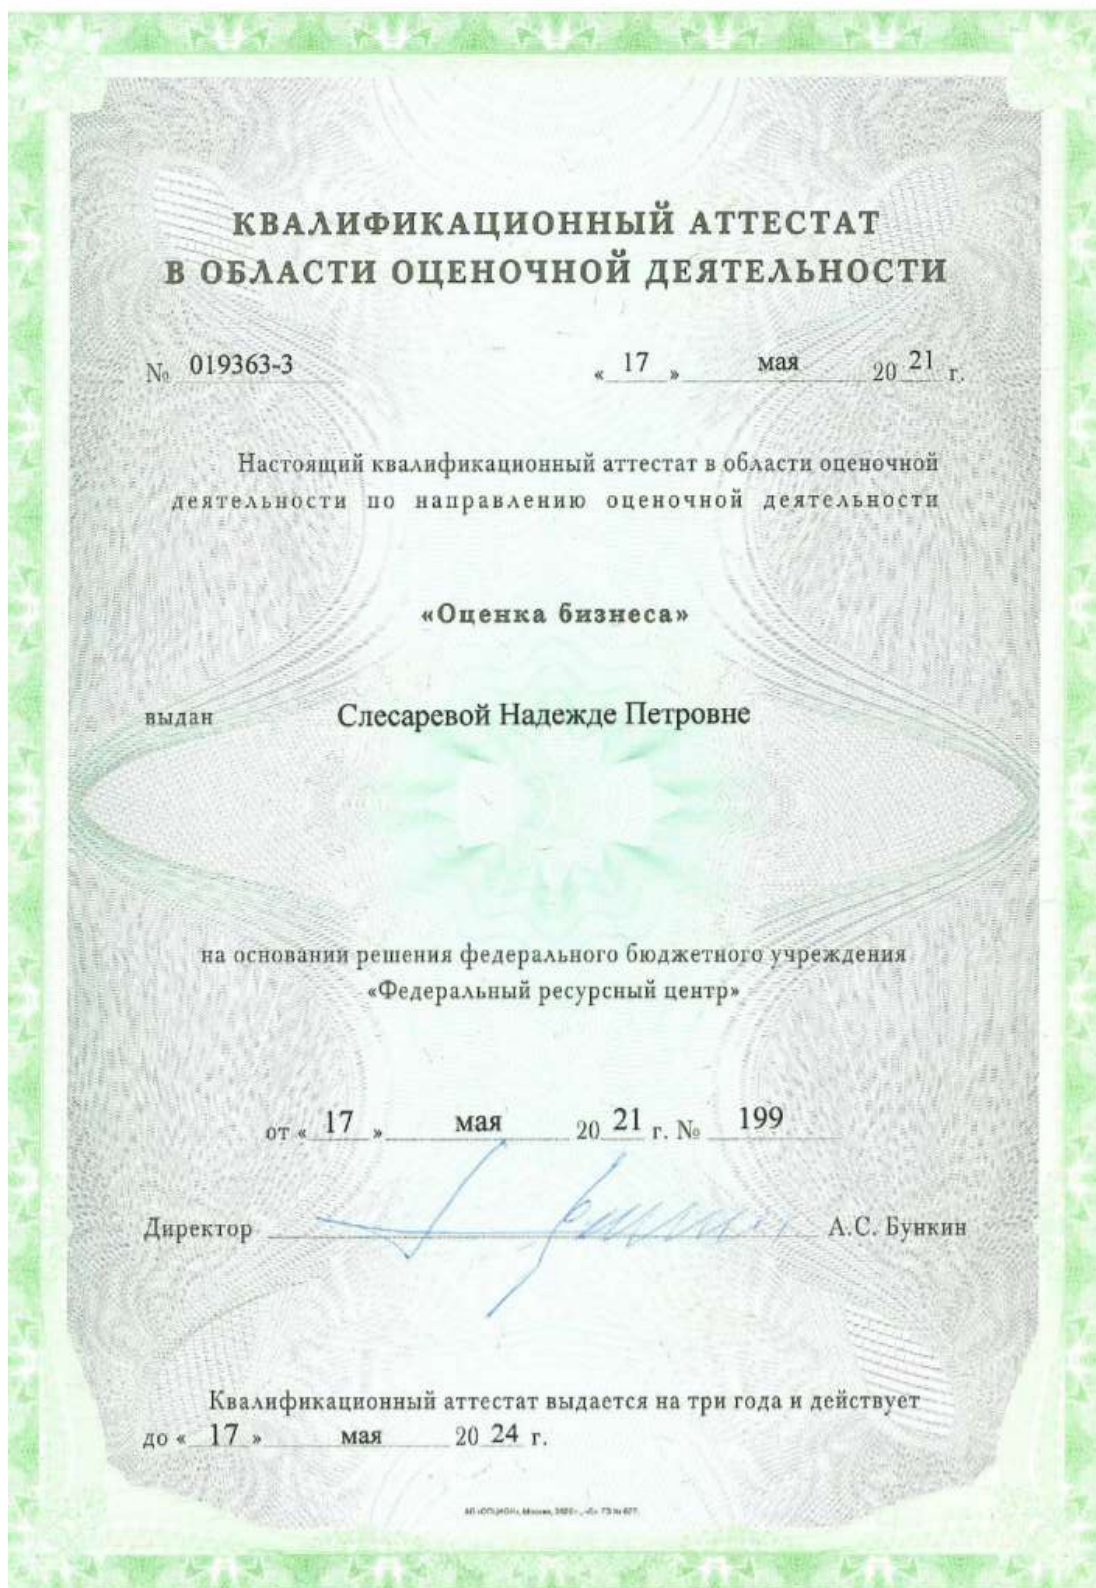 КВАЛИФИКАЦИОННЫЙ АТТЕСТАТ
В ОБЛАСТИ ОЦЕНОЧНОЙ ДЕЯТЕЛЬНОСТИ
№ 019363-3 « 17 » мая 20 21 г.
Настоящий квалификационный аттестат в области оценочной
деятельности по направлению оценочной деятельности
«Оценка бизнеса»
выдан Слесаревой Надежде Петровне
на основании решения федерального бюджетного учреждения
«Федеральный ресурсный центр»
от « 17 » мая 20 21 г. № 199
Директор А.С. Бункин
Квалификационный аттестат выдается на три года и действует
до « 17 » мая 20 24 г.
АО «ОПЦИОН», Москва,